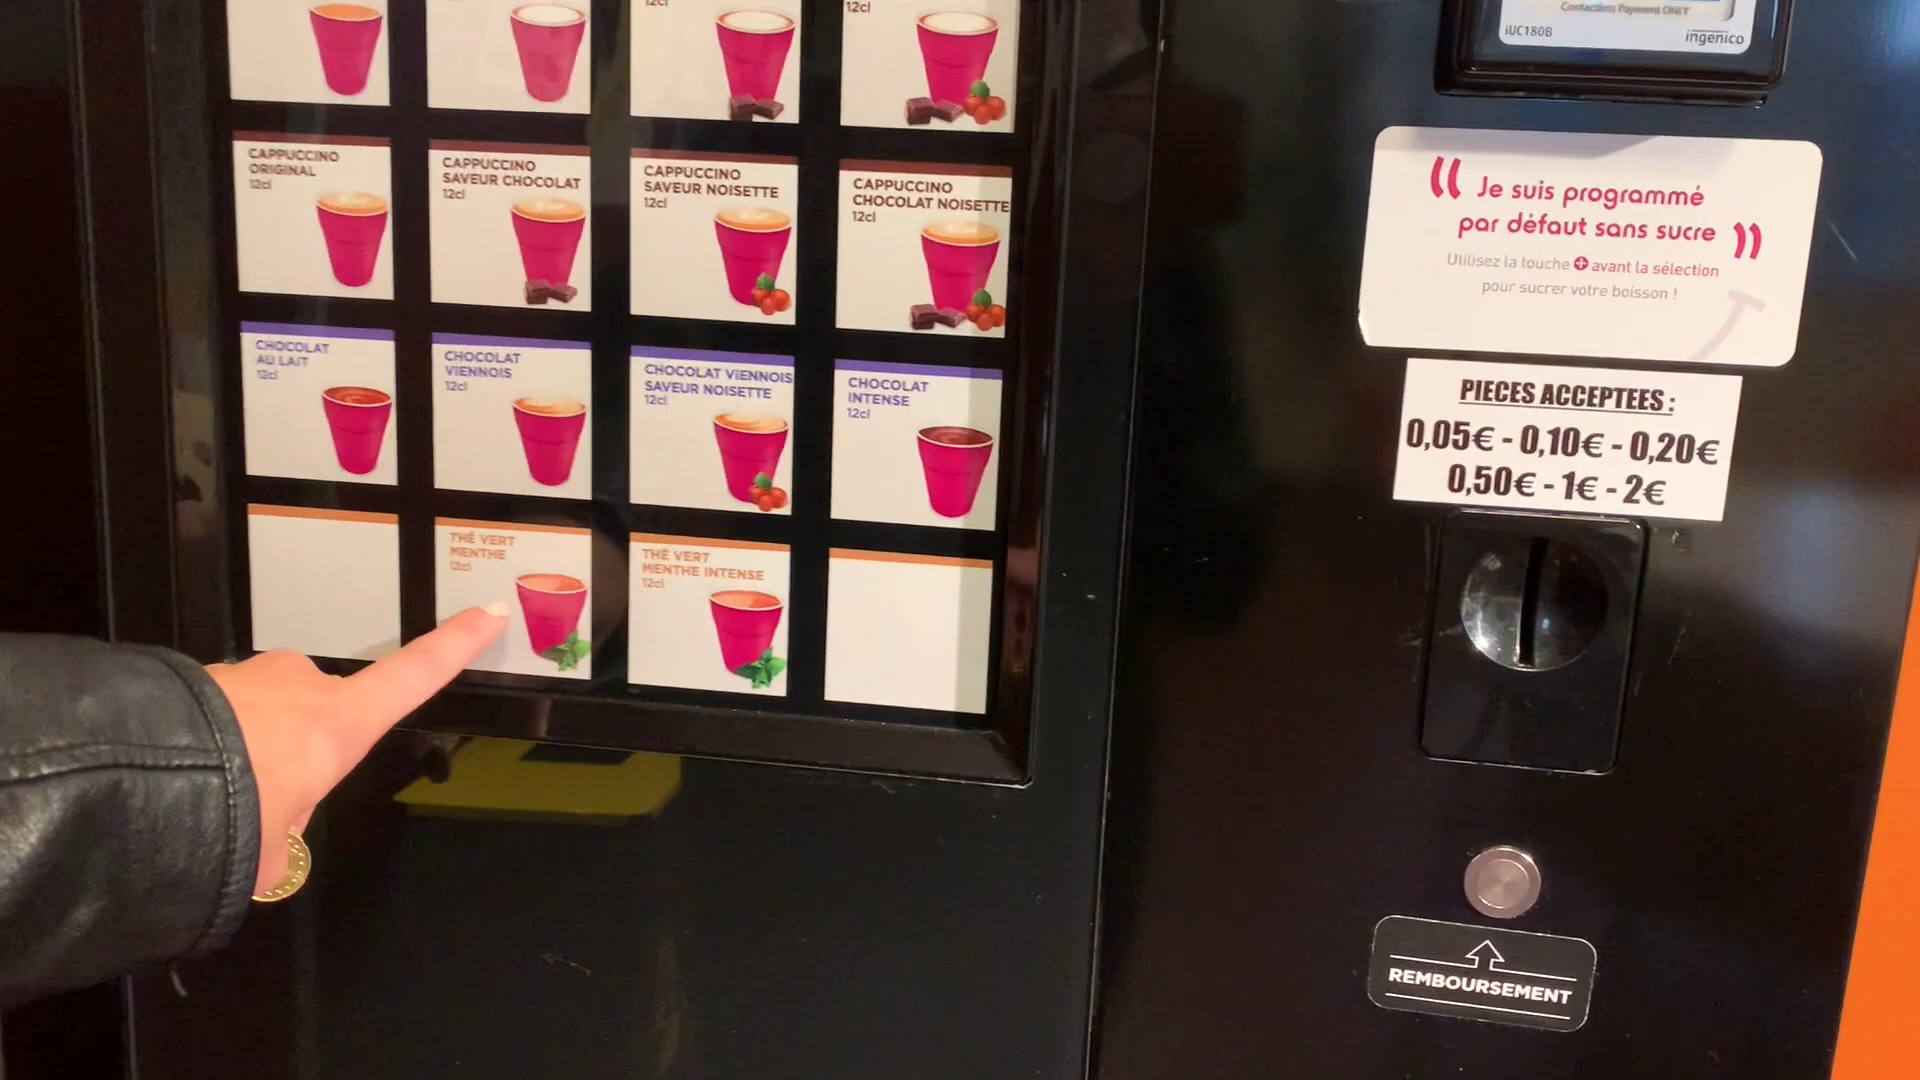 12cl
12cl
CAPPUCCINO
ORIGINAL
12cl
CAPPUCCINO
SAVEUR CHOCOLAT
12cl
CAPPUCCINO
SAVEUR NOISETTE
12cl
CAPPUCCINO
CHOCOLAT NOISETTE
12cl
CHOCOLAT
AU LAIT
12cl
CHOCOLAT
VIENNOIS
12cl
CHOCOLAT VIENNOIS
SAVEUR NOISETTE
12cl
CHOCOLAT
INTENSE
12cl
THÉ VERT
MENTHE
12cl
THÉ VERT
MENTHE INTENSE
12cl
Contactless Payment ONLY
iUC180B
ingenico
“ Je suis programmé
par défaut sans sucre ”
Utilisez la touche + avant la sélection
pour sucrer votre boisson !
PIECES ACCEPTEES :
0,05€ - 0,10€ - 0,20€
0,50€ - 1€ - 2€
REMBOURSEMENT